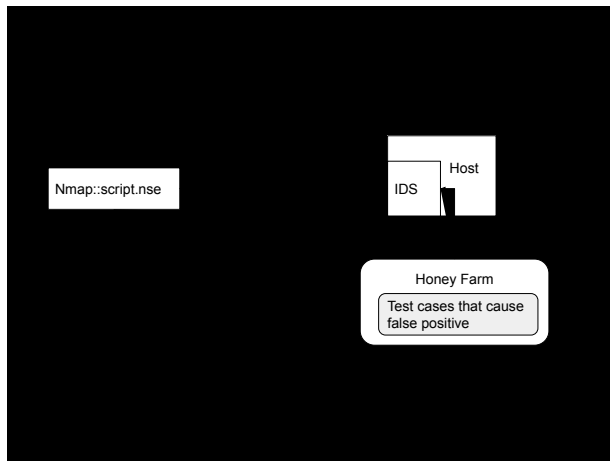 Nmap::script.nse
Host
IDS
Honey Farm
Test cases that cause
false positive